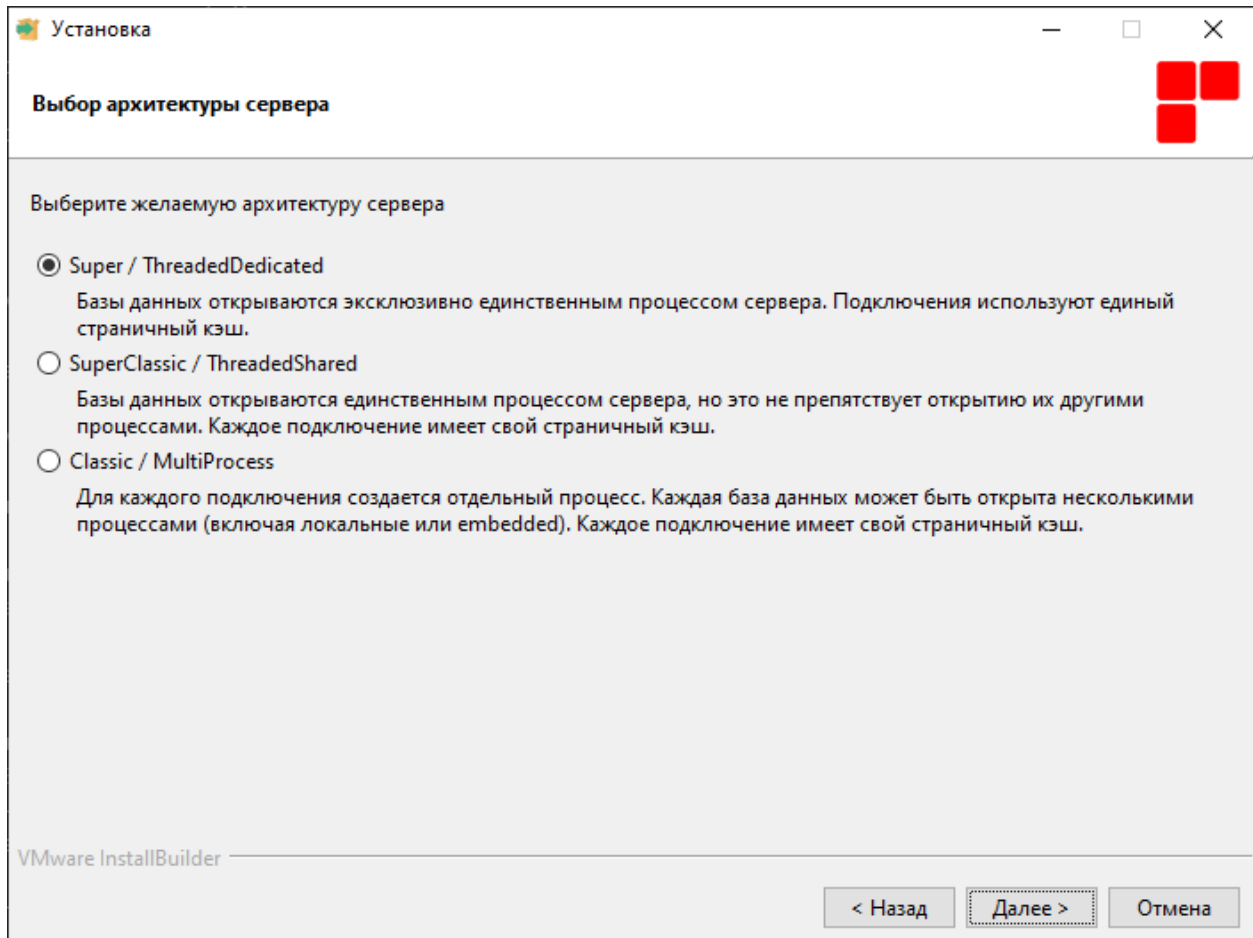 Установка
Выбор архитектуры сервера
Выберите желаемую архитектуру сервера
Super / ThreadedDedicated
Базы данных открываются эксклюзивно единственным процессом сервера. Подключения используют единый
страничный кэш.
SuperClassic / ThreadedShared
Базы данных открываются единственным процессом сервера, но это не препятствует открытию их другими
процессами. Каждое подключение имеет свой страничный кэш.
Classic / MultiProcess
Для каждого подключения создается отдельный процесс. Каждая база данных может быть открыта несколькими
процессами (включая локальные или embedded). Каждое подключение имеет свой страничный кэш.
VMware InstallBuilder
< Назад
Далее >
Отмена